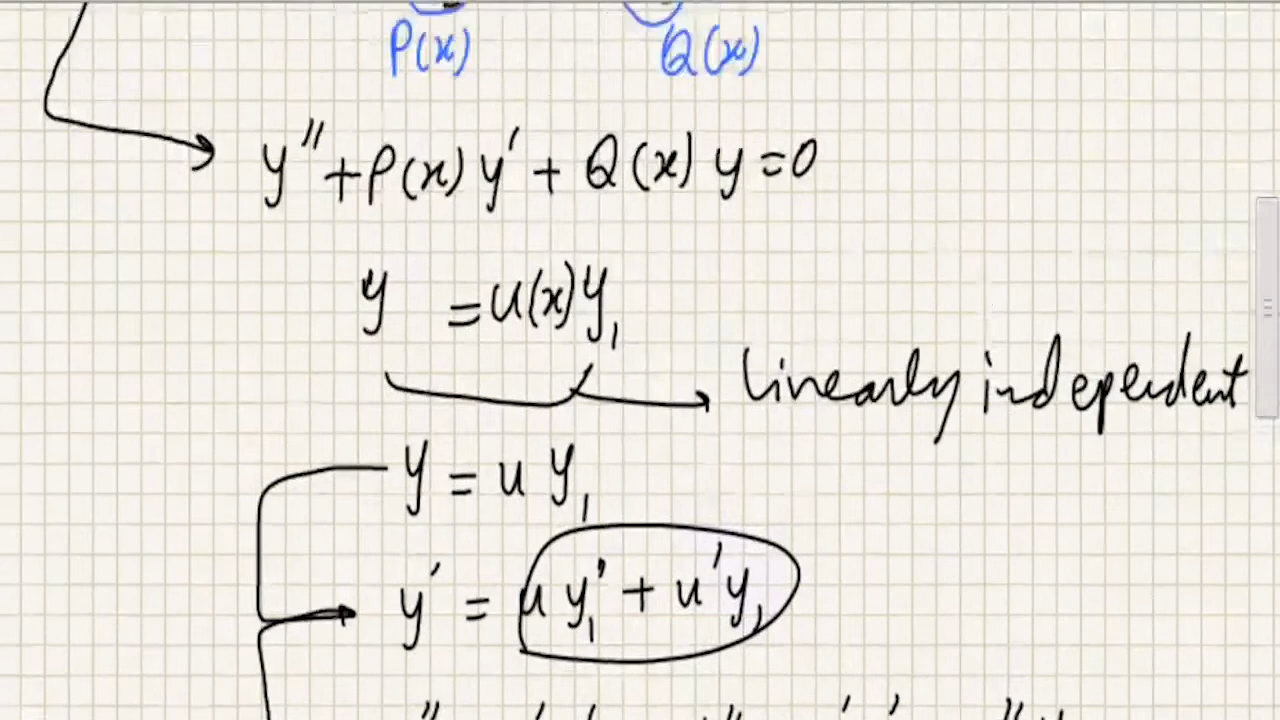 P(x) Q(x)
y'' + P(x) y' + Q(x) y = 0
y = u(x) y₁
linearly independent
y = u y₁
y' = u y₁' + u' y₁